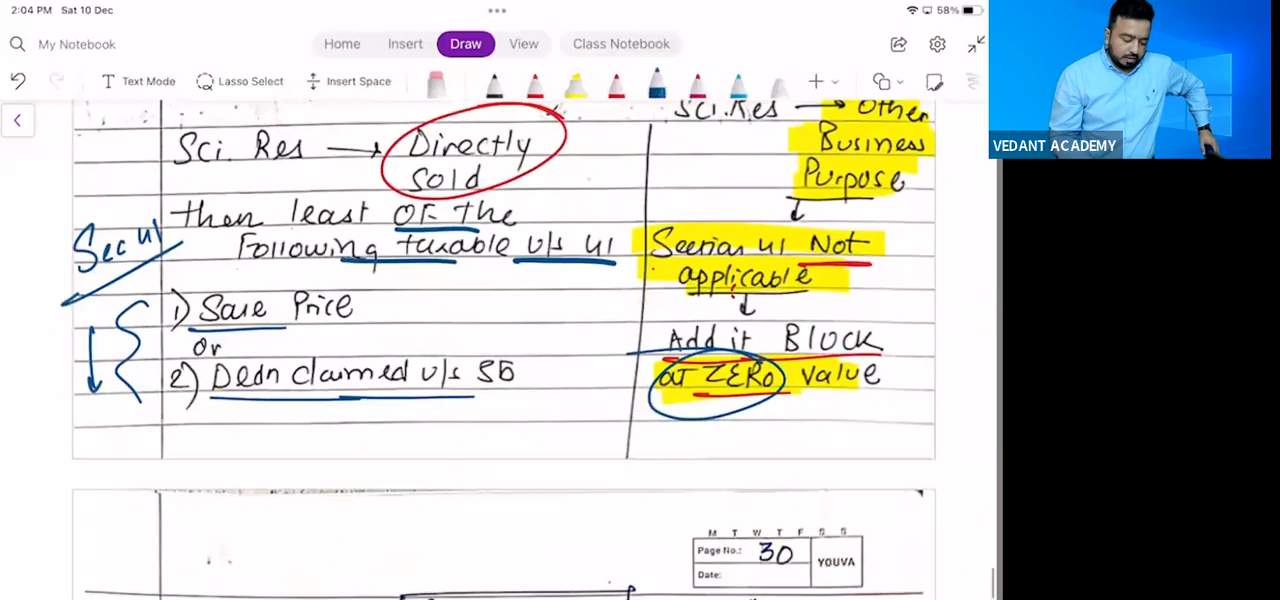 2:04 PM Sat 10 Dec
58%
My Notebook
Home Insert Draw View Class Notebook
Text Mode Lasso Select Insert Space
VEDANT ACADEMY
Sci. Res → Directly
Sold
then least OF the
Following taxable u/s 41
Sec 41
1) Sale Price
Or
2) Dedn claimed u/s 35
Sci. Res → Other
Business
Purpose
Section 41 Not
applicable
Add it Block
at ZERO value
M T W T F S S
Page No.: 30
Date:
YOUVA